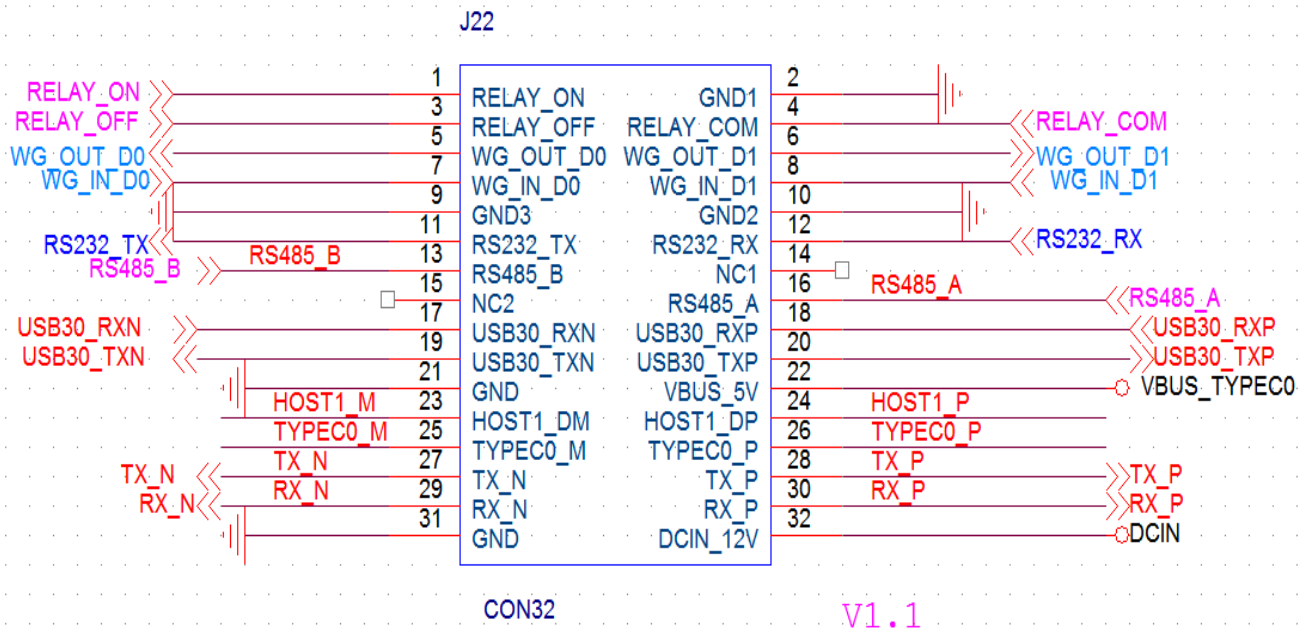 J22
1 2
RELAY_ON RELAY_ON GND1
3 4
RELAY_OFF RELAY_OFF RELAY_COM RELAY_COM
5 6
WG_OUT_D0 WG_OUT_D0 WG_OUT_D1 WG_OUT_D1
7 8
WG_IN_D0 WG_IN_D0 WG_IN_D1 WG_IN_D1
9 10
GND3 GND2
11 12
RS232_TX RS232_TX RS232_RX RS232_RX
13 14
RS485_B RS485_B RS485_B NC1
15 16
NC2 RS485_A RS485_A RS485_A
17 18
USB30_RXN USB30_RXN USB30_RXP USB30_RXP
19 20
USB30_TXN USB30_TXN USB30_TXP USB30_TXP
21 22
GND VBUS_5V VBUS_TYPEC0
23 24
HOST1_M HOST1_DM HOST1_DP HOST1_P
25 26
TYPEC0_M TYPEC0_M TYPEC0_P TYPEC0_P
27 28
TX_N TX_N TX_N TX_P TX_P TX_P
29 30
RX_N RX_N RX_N RX_P RX_P RX_P
31 32
GND DCIN_12V DCIN
CON32 V1.1